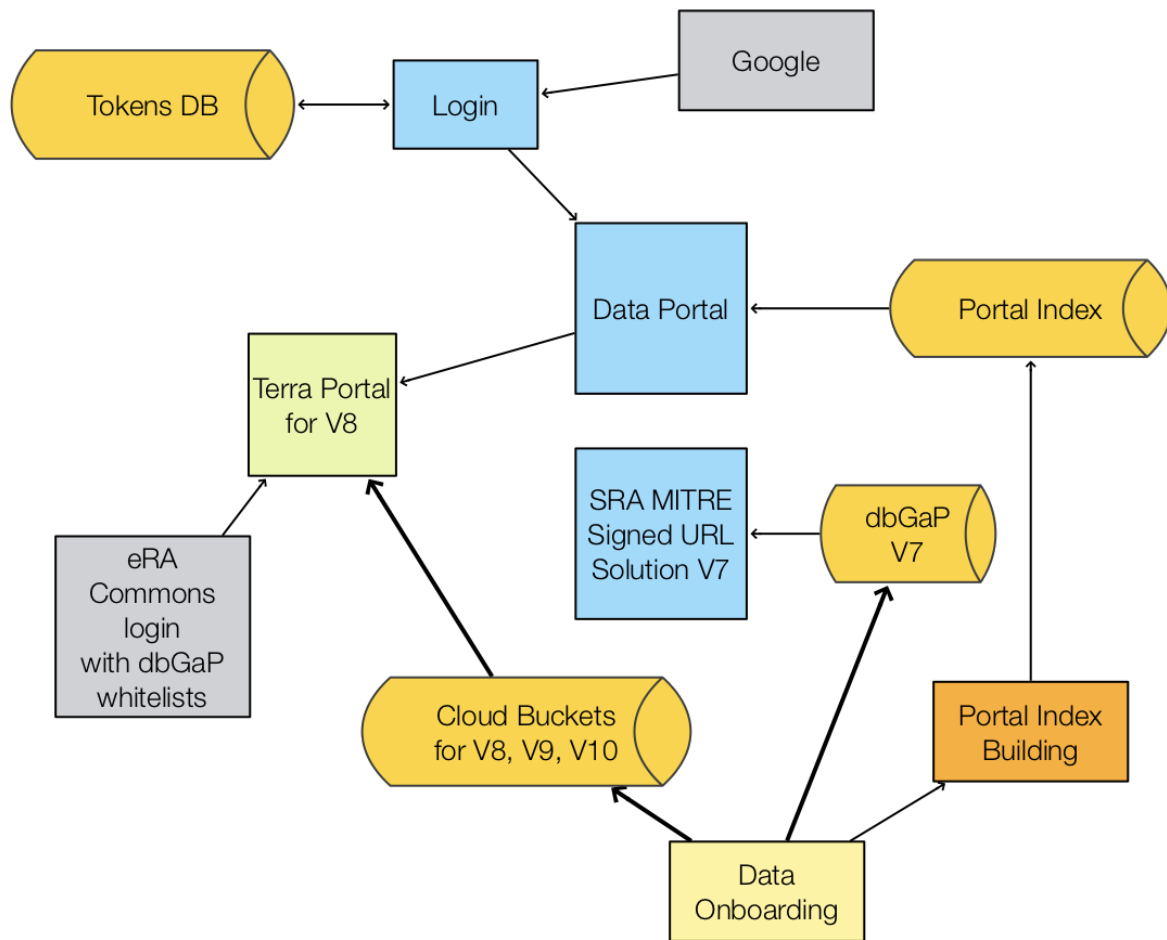 Google
Tokens DB
Login
Data Portal
Portal Index
Terra Portal
for V8
SRA MITRE
Signed URL
Solution V7
dbGaP
V7
eRA
Commons
login
with dbGaP
whitelists
Cloud Buckets
for V8, V9, V10
Portal Index
Building
Data
Onboarding